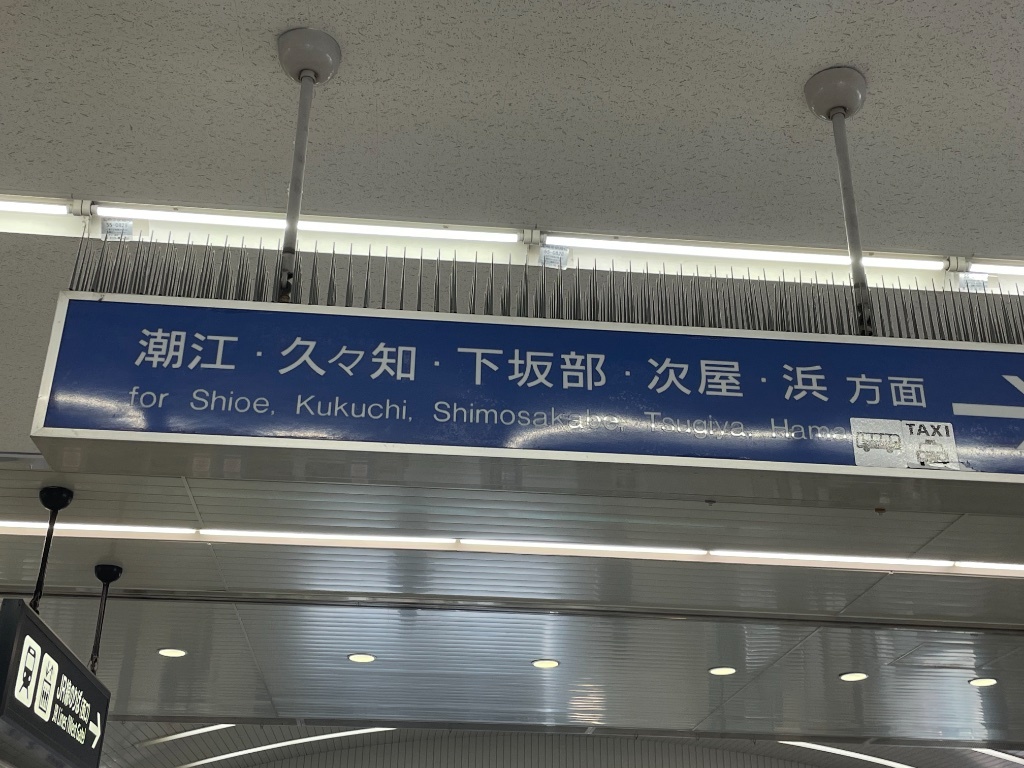 潮江・久々知・下坂部・次屋・浜 方面
for Shioe, Kukuchi, Shimosakabe, Tsugiya, Hama
TAXI